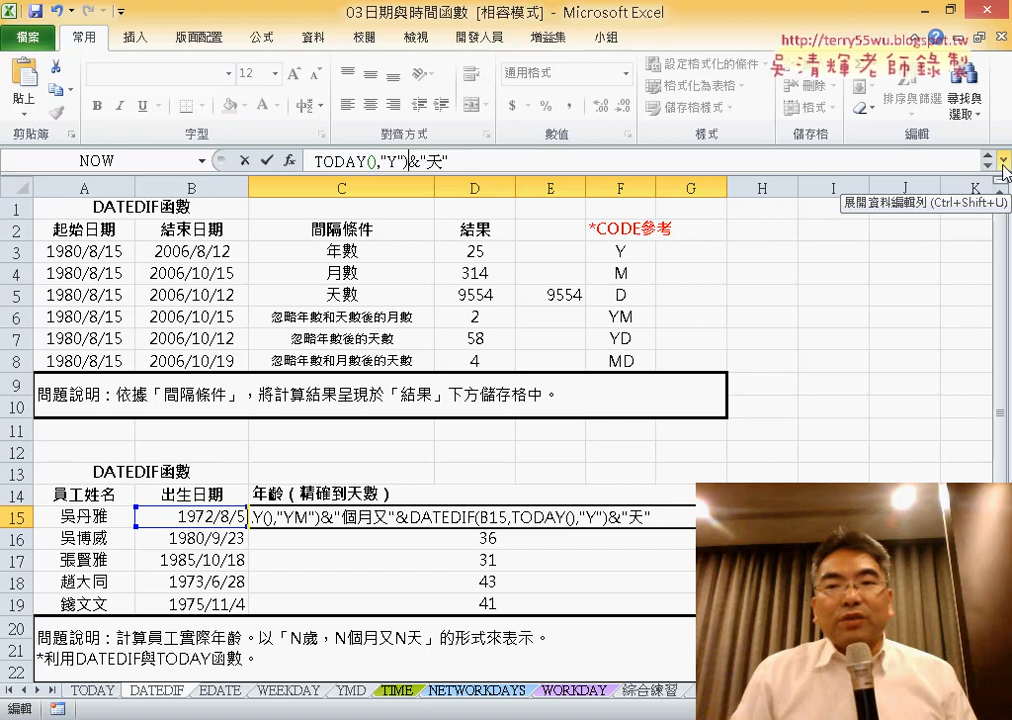 03日期與時間函數 [相容模式] - Microsoft Excel
檔案 常用 插入 版面配置 公式 資料 校閱 檢視 開發人員 增益集 小組
http://terry55wu.blogspot.tw
吳清輝老師錄製
貼上 12 通用格式 設定格式化的條件 格式化為表格 儲存格樣式 刪除 格式 排序與篩選 尋找與選取
剪貼簿 字型 對齊方式 數值 樣式 儲存格 編輯
NOW TODAY(),"Y")&"天"
展開資料編輯列 (Ctrl+Shift+U)
A B C D E F G H I J K
1 DATEDIF函數
2 起始日期 結束日期 間隔條件 結果 *CODE參考
3 1980/8/15 2006/8/12 年數 25 Y
4 1980/8/15 2006/10/15 月數 314 M
5 1980/8/15 2006/10/12 天數 9554 9554 D
6 1980/8/15 2006/10/15 忽略年數和天數後的月數 2 YM
7 1980/8/15 2006/10/12 忽略年數後的天數 58 YD
8 1980/8/15 2006/10/19 忽略年數和月數後的天數 4 MD
9
問題說明：依據「間隔條件」，將計算結果呈現於「結果」下方儲存格中。
10
11
12
13 DATEDIF函數
14 員工姓名 出生日期 年齡（精確到天數）
15 吳丹雅 1972/8/5 Y(),"YM")&"個月又"&DATEDIF(B15,TODAY(),"Y")&"天"
16 吳博威 1980/9/23 36
17 張賢雅 1985/10/18 31
18 趙大同 1973/6/28 43
19 錢文文 1975/11/4 41
20 問題說明：計算員工實際年齡。以「N歲，N個月又N天」的形式來表示。
21 *利用DATEDIF與TODAY函數。
22
TODAY DATEDIF EDATE WEEKDAY YMD TIME NETWORKDAYS WORKDAY 綜合練習
編輯